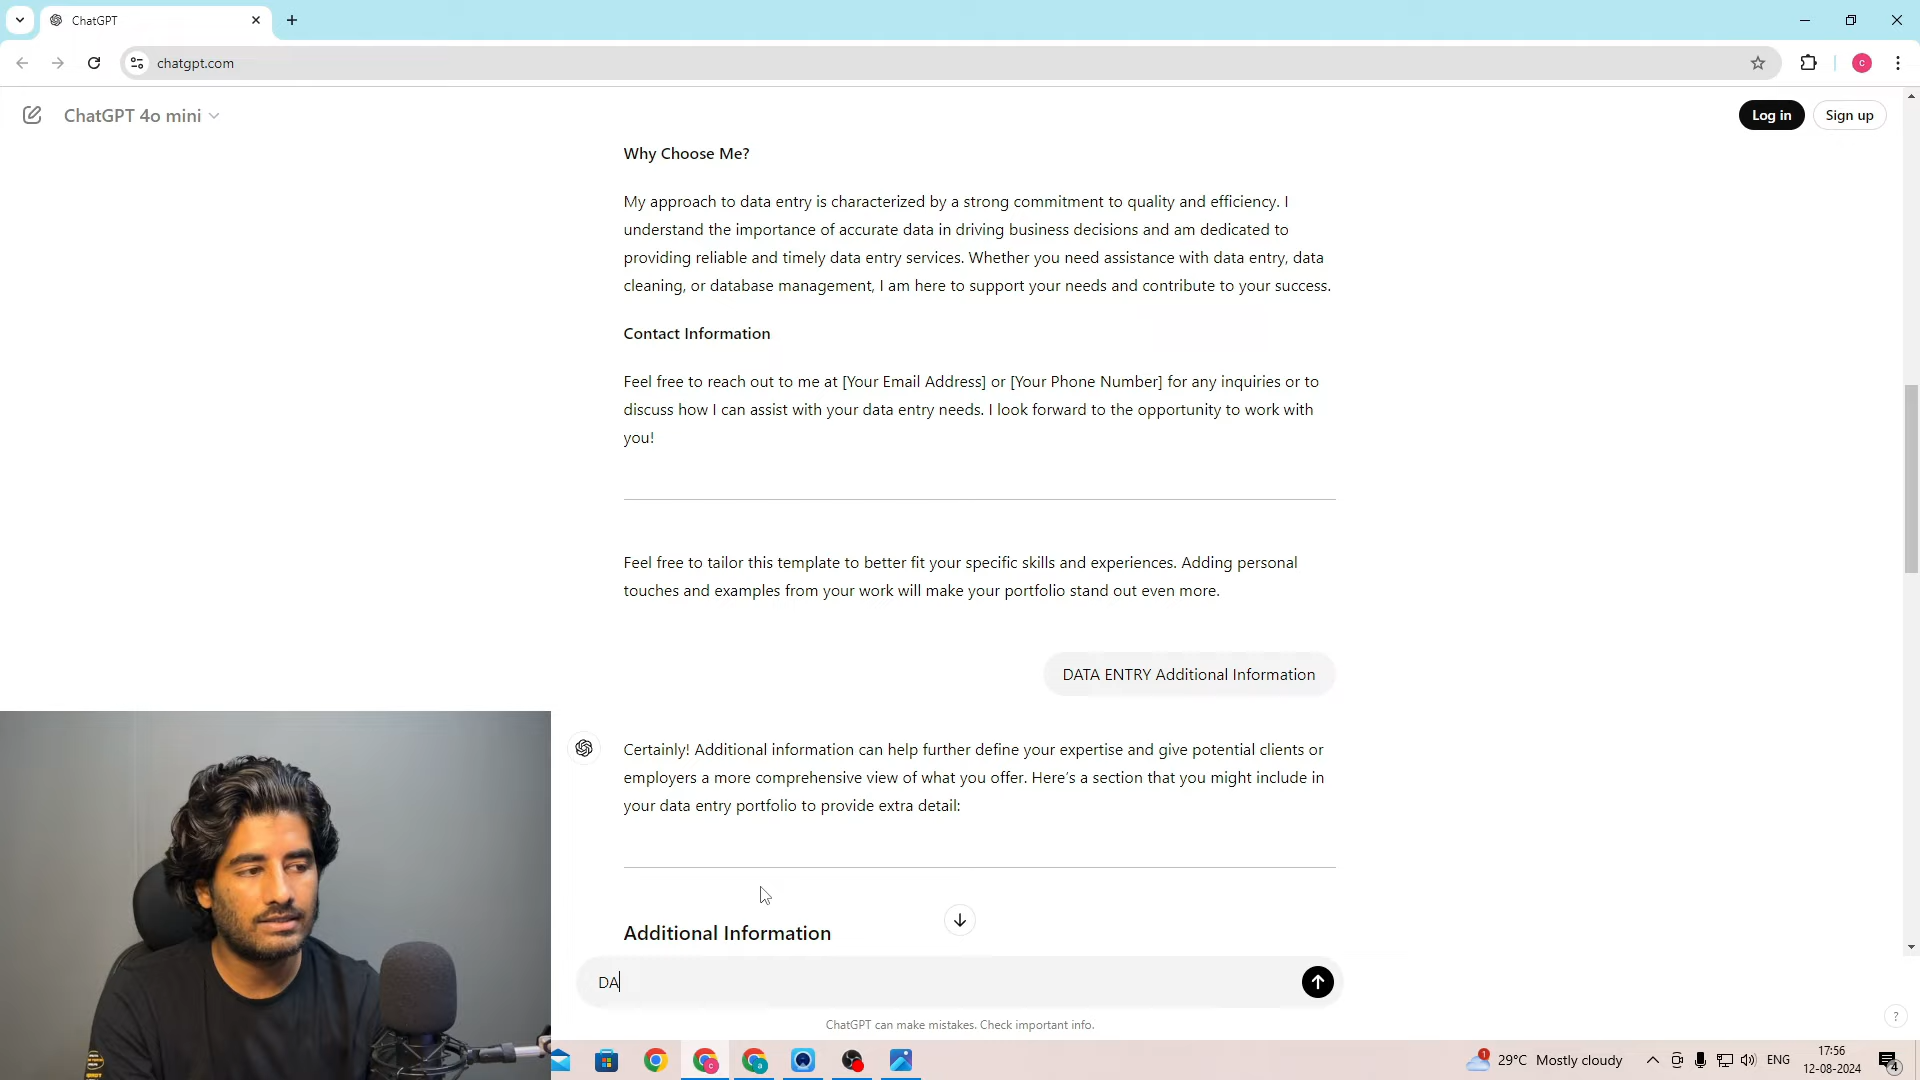 ChatGPT
chatgpt.com
c
ChatGPT 4o mini
Log in
Sign up
Why Choose Me?
My approach to data entry is characterized by a strong commitment to quality and efficiency. I
understand the importance of accurate data in driving business decisions and am dedicated to
providing reliable and timely data entry services. Whether you need assistance with data entry, data
cleaning, or database management, I am here to support your needs and contribute to your success.
Contact Information
Feel free to reach out to me at [Your Email Address] or [Your Phone Number] for any inquiries or to
discuss how I can assist with your data entry needs. I look forward to the opportunity to work with
you!
Feel free to tailor this template to better fit your specific skills and experiences. Adding personal
touches and examples from your work will make your portfolio stand out even more.
DATA ENTRY Additional Information
Certainly! Additional information can help further define your expertise and give potential clients or
employers a more comprehensive view of what you offer. Here's a section that you might include in
your data entry portfolio to provide extra detail:
Additional Information
DA
ChatGPT can make mistakes. Check important info.
?
1
29°C Mostly cloudy
ENG
17:56
12-08-2024
4